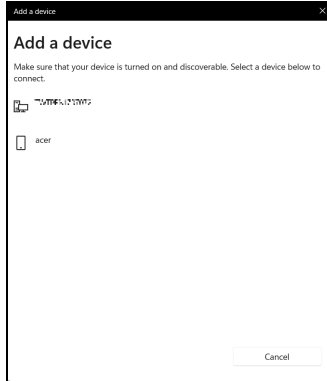 Add a device
Add a device
Make sure that your device is turned on and discoverable. Select a device below to
connect.
acer
Cancel